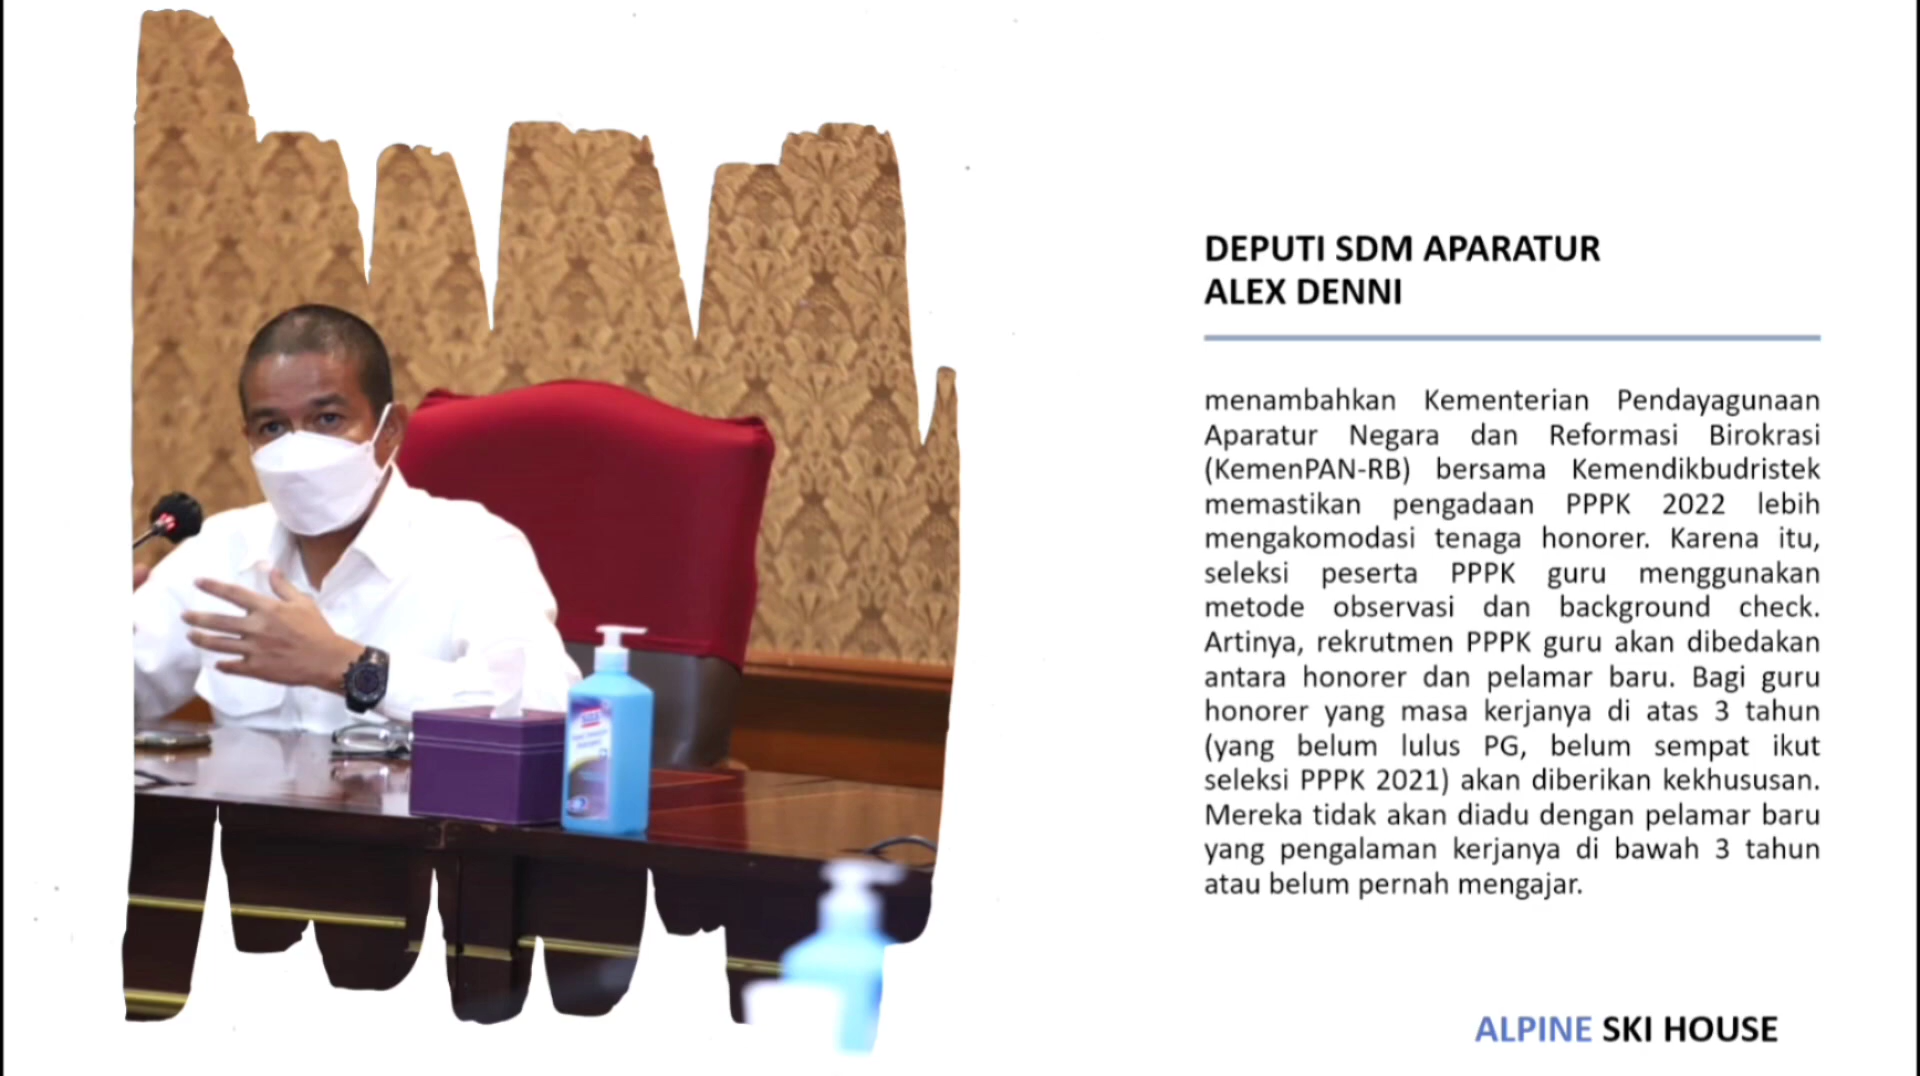 DEPUTI SDM APARATUR
ALEX DENNI
menambahkan Kementerian Pendayagunaan
Aparatur Negara dan Reformasi Birokrasi
(KemenPAN-RB) bersama Kemendikbudristek
memastikan pengadaan PPPK 2022 lebih
mengakomodasi tenaga honorer. Karena itu,
seleksi peserta PPPK guru menggunakan
metode observasi dan background check.
Artinya, rekrutmen PPPK guru akan dibedakan
antara honorer dan pelamar baru. Bagi guru
honorer yang masa kerjanya di atas 3 tahun
(yang belum lulus PG, belum sempat ikut
seleksi PPPK 2021) akan diberikan kekhususan.
Mereka tidak akan diadu dengan pelamar baru
yang pengalaman kerjanya di bawah 3 tahun
atau belum pernah mengajar.
ALPINE SKI HOUSE